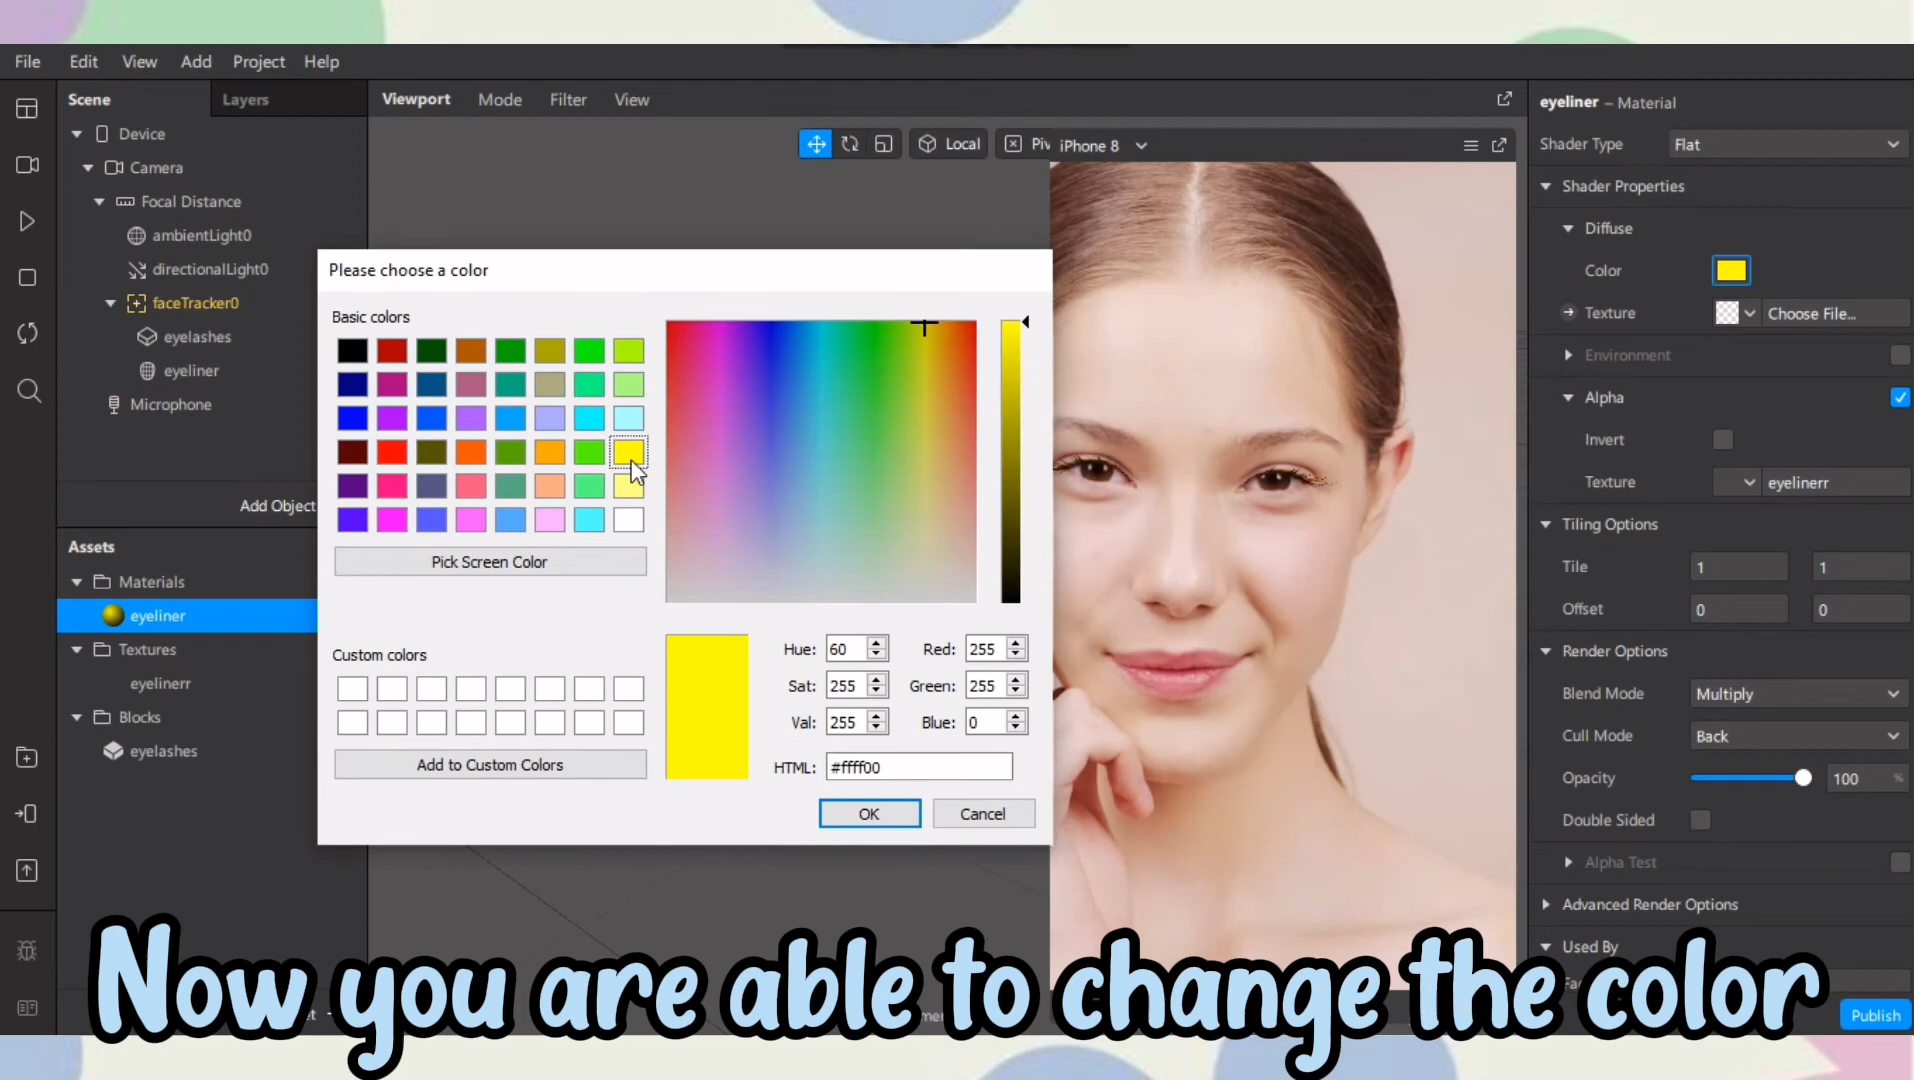 File Edit View Add Project Help
Scene Layers
Viewport Mode Filter View
Device
Camera
Focal Distance
ambientLight0
directionalLight0
faceTracker0
eyelashes
eyeliner
Microphone
Add Object
Assets
Materials
eyeliner
Textures
eyelinerr
Blocks
eyelashes
Local
Piv
iPhone 8
Please choose a color
Basic colors
Pick Screen Color
Custom colors
Add to Custom Colors
Hue: 60 Red: 255
Sat: 255 Green: 255
Val: 255 Blue: 0
HTML: #ffff00
OK Cancel
eyeliner – Material
Shader Type Flat
Shader Properties
Diffuse
Color
Texture Choose File...
Environment
Alpha
Invert
Texture eyelinerr
Tiling Options
Tile 1 1
Offset 0 0
Render Options
Blend Mode Multiply
Cull Mode Back
Opacity 100 %
Double Sided
Alpha Test
Advanced Render Options
Used By
Publish
Now you are able to change the color